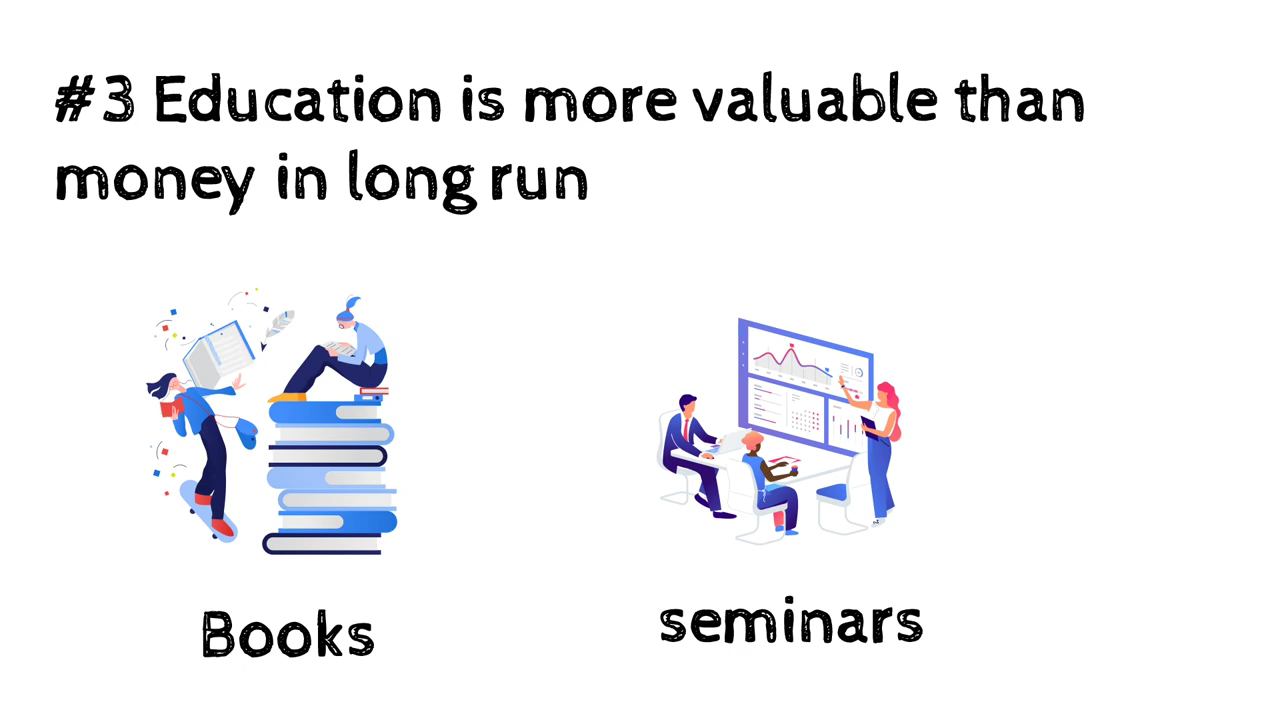 #3 Education is more valuable than
money in long run
Books
seminars